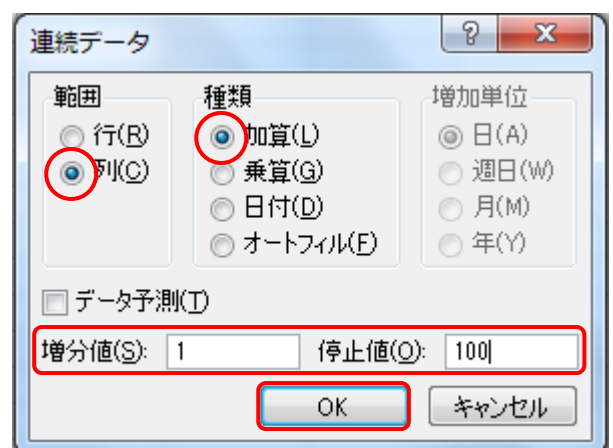 連続データ
範囲
行(R)
列(C)
種類
加算(L)
乗算(G)
日付(D)
オートフィル(F)
増加単位
日(A)
週日(W)
月(M)
年(Y)
データ予測(T)
増分値(S): 1 停止値(O): 100
OK キャンセル